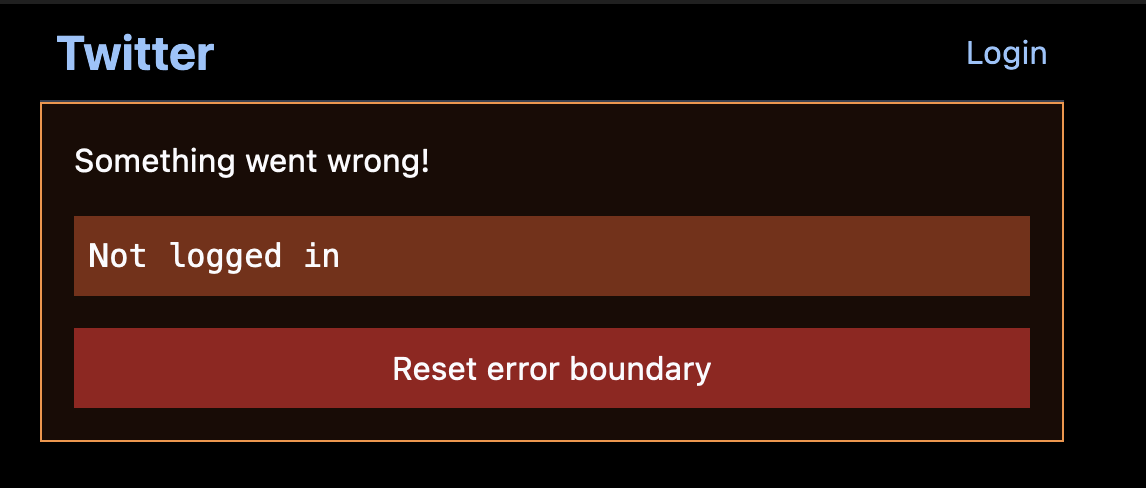 Twitter
Login
Something went wrong!
Not logged in
Reset error boundary